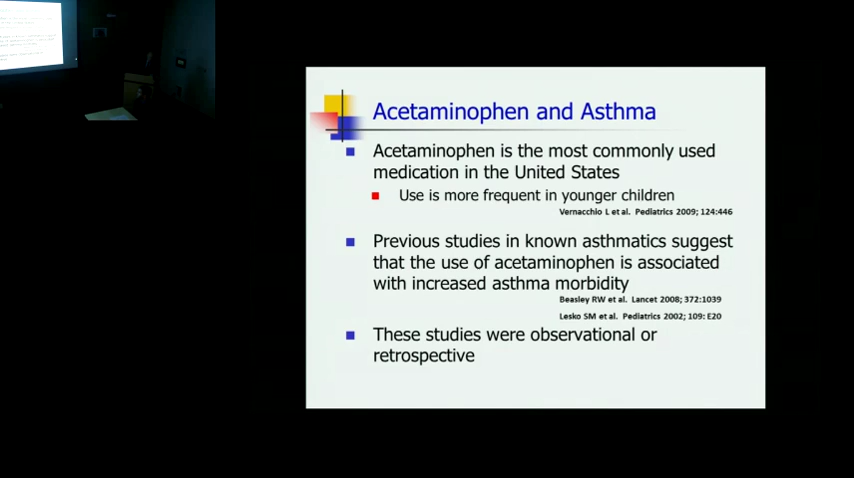 Acetaminophen and Asthma
Acetaminophen is the most commonly used
medication in the United States
Use is more frequent in younger children
Vernacchio L et al. Pediatrics 2009; 124:446
Previous studies in known asthmatics suggest
that the use of acetaminophen is associated
with increased asthma morbidity
Beasley RW et al. Lancet 2008; 372:1039
Lesko SM et al. Pediatrics 2002; 109: E20
These studies were observational or
retrospective